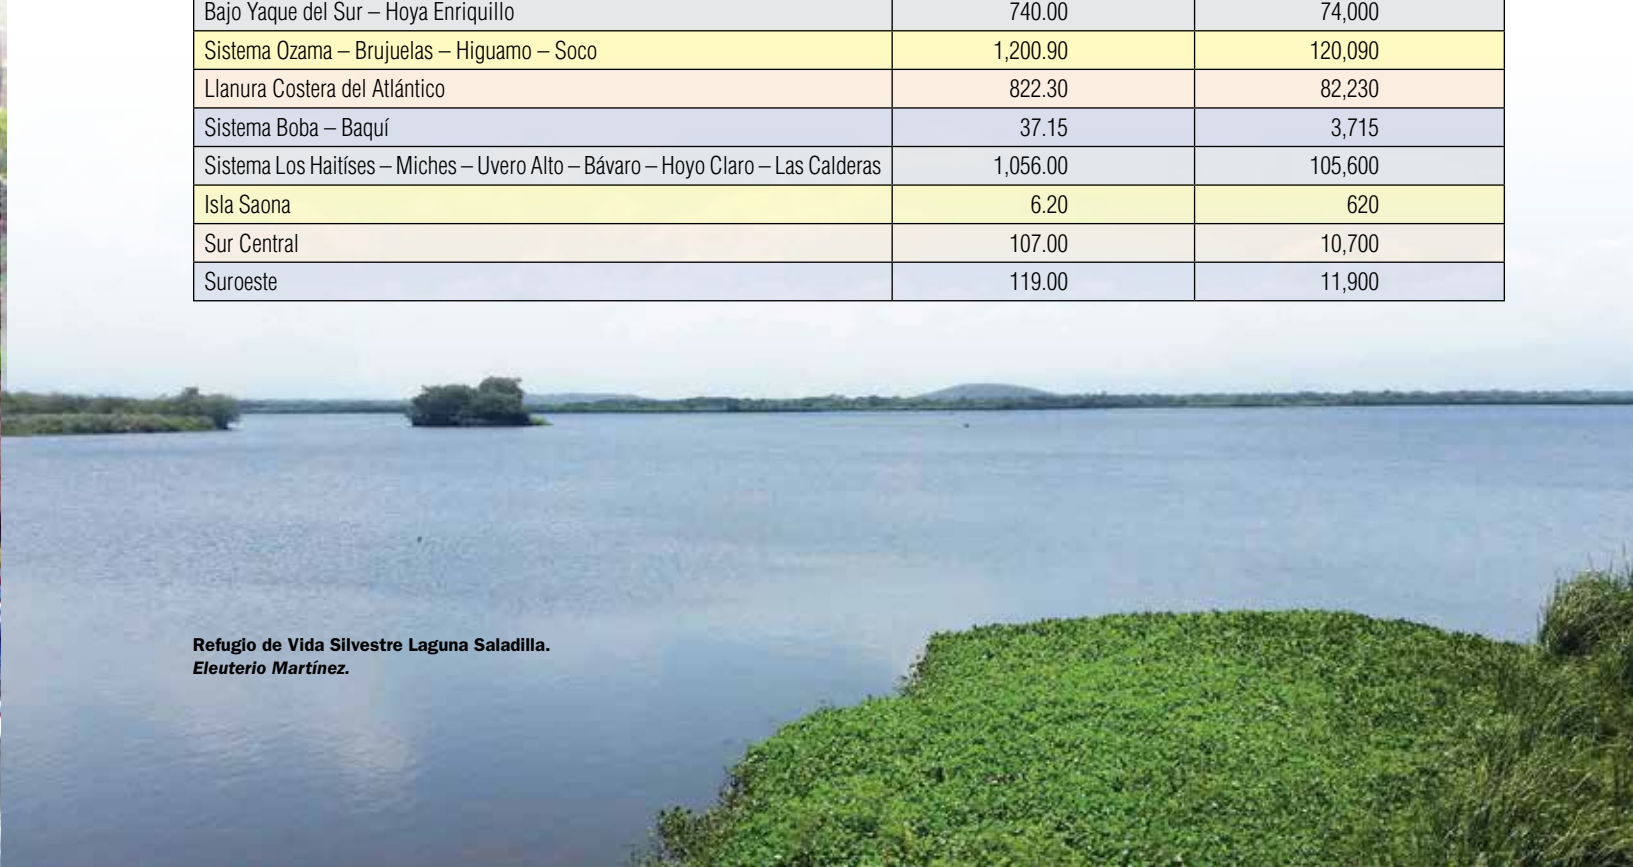 Bajo Yaque del Sur – Hoya Enriquillo 740.00 74,000
Sistema Ozama – Brujuelas – Higuamo – Soco 1,200.90 120,090
Llanura Costera del Atlántico 822.30 82,230
Sistema Boba – Baquí 37.15 3,715
Sistema Los Haitíses – Miches – Uvero Alto – Bávaro – Hoyo Claro – Las Calderas 1,056.00 105,600
Isla Saona 6.20 620
Sur Central 107.00 10,700
Suroeste 119.00 11,900
Refugio de Vida Silvestre Laguna Saladilla.
Eleuterio Martínez.